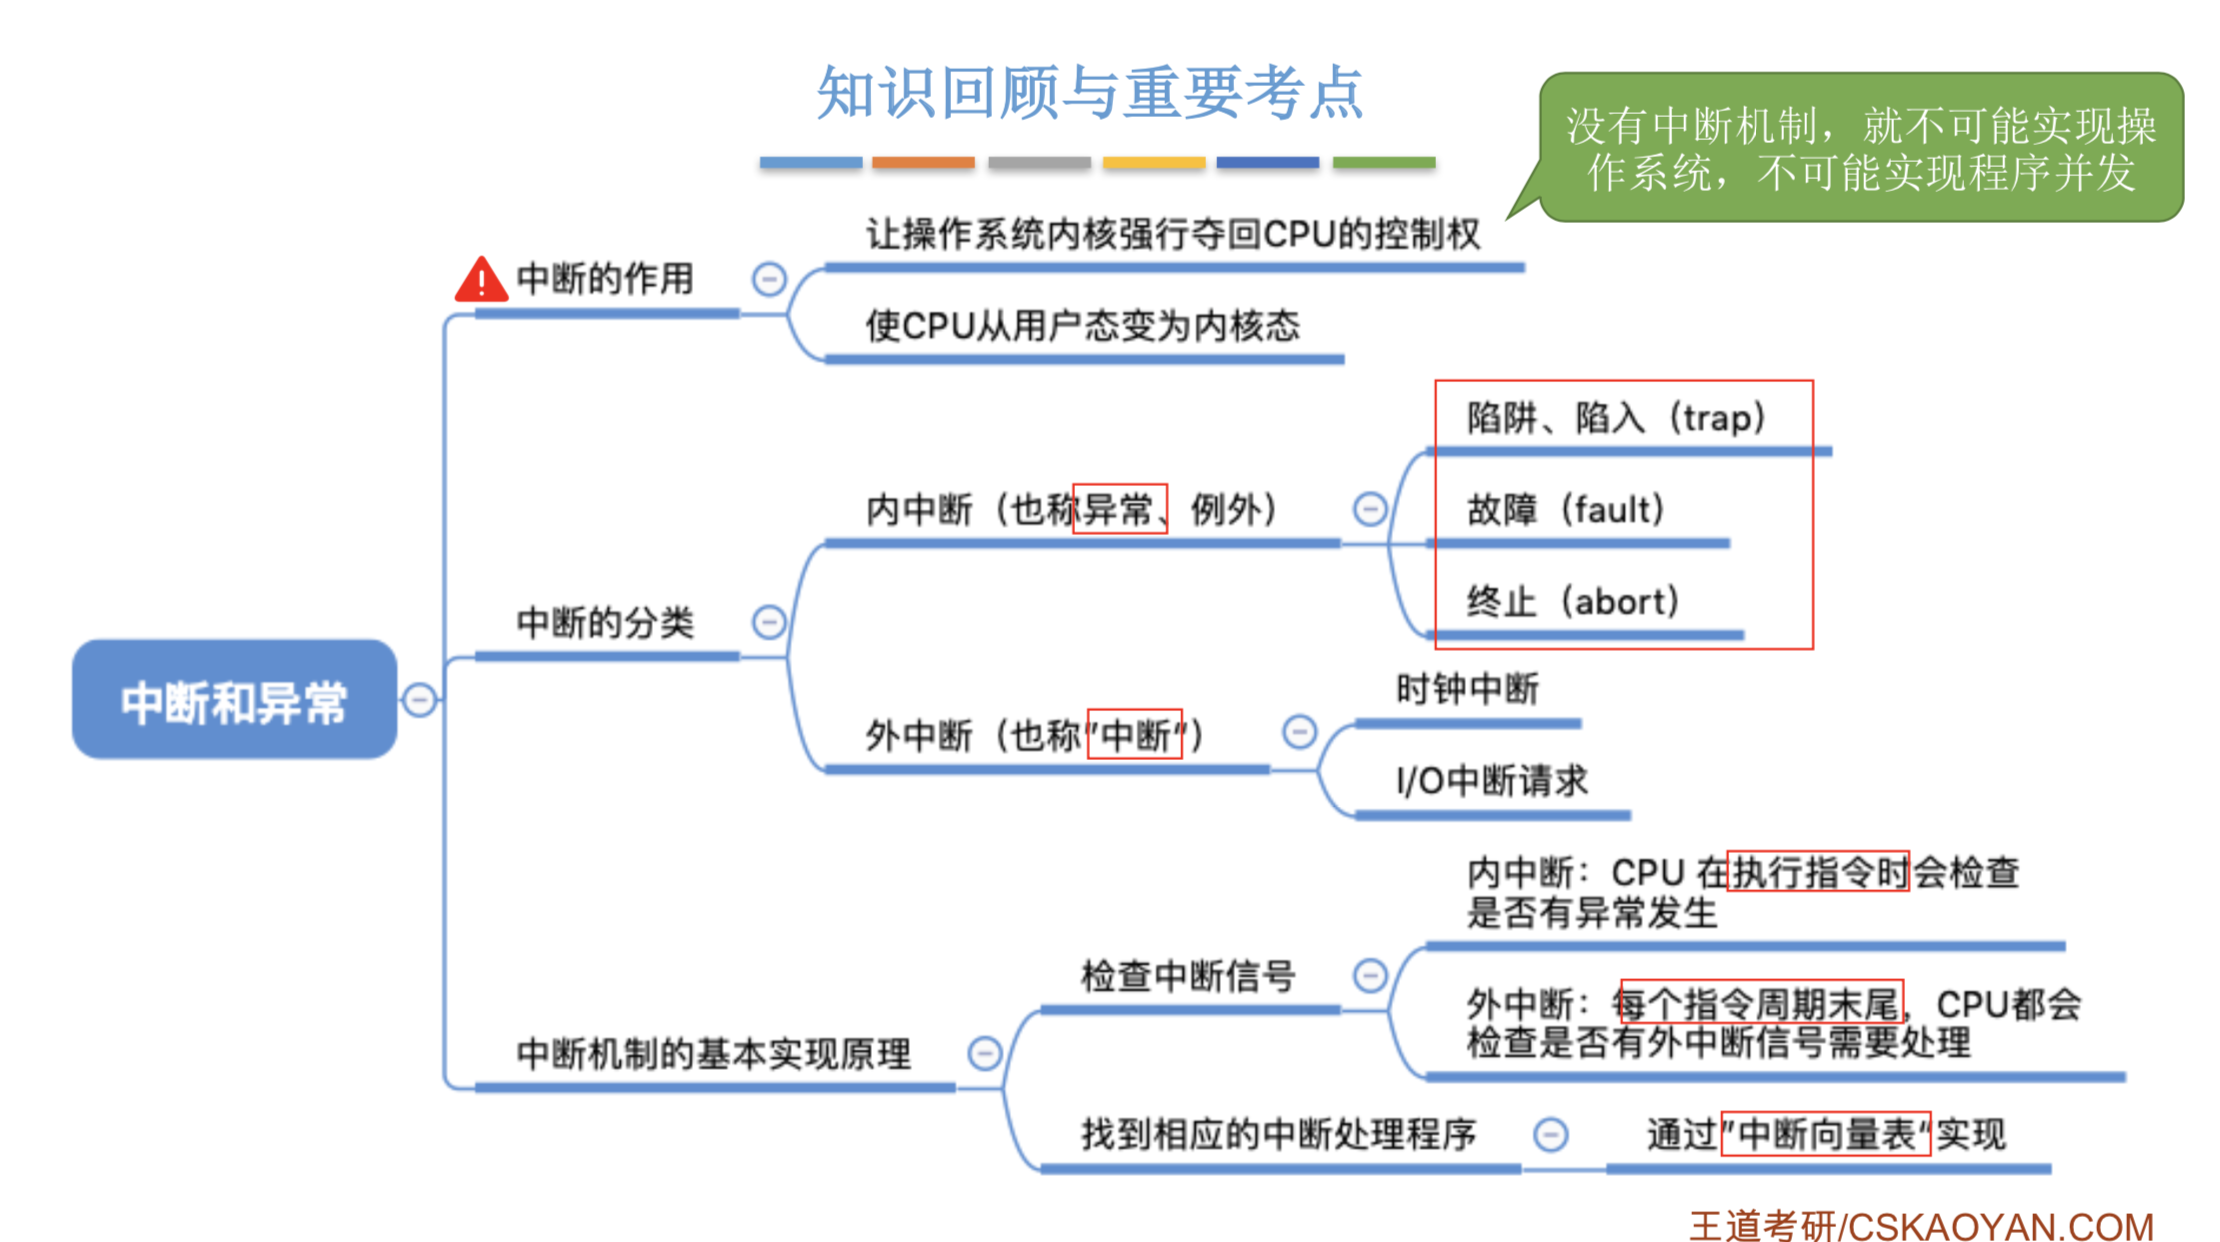 知识回顾与重要考点
没有中断机制，就不可能实现操
作系统，不可能实现程序并发
让操作系统内核强行夺回CPU的控制权
中断的作用
使CPU从用户态变为内核态
陷阱、陷入（trap）
内中断（也称异常、例外）
故障（fault）
终止（abort）
中断的分类
时钟中断
外中断（也称"中断"）
I/O中断请求
中断和异常
内中断：CPU 在执行指令时会检查
是否有异常发生
检查中断信号
外中断：每个指令周期末尾，CPU都会
检查是否有外中断信号需要处理
中断机制的基本实现原理
找到相应的中断处理程序
通过"中断向量表"实现
王道考研/CSKAOYAN.COM